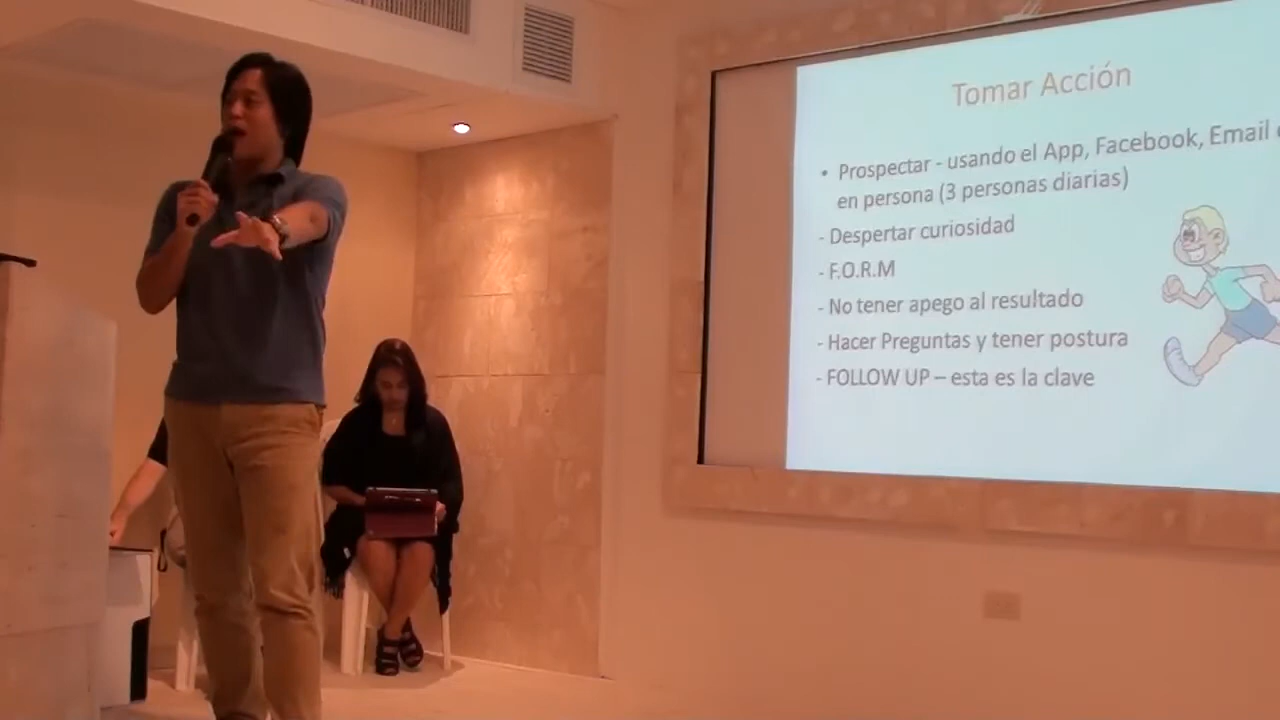 Tomar Acción
• Prospectar - usando el App, Facebook, Email
en persona (3 personas diarias)
- Despertar curiosidad
- F.O.R.M
- No tener apego al resultado
- Hacer Preguntas y tener postura
- FOLLOW UP – esta es la clave